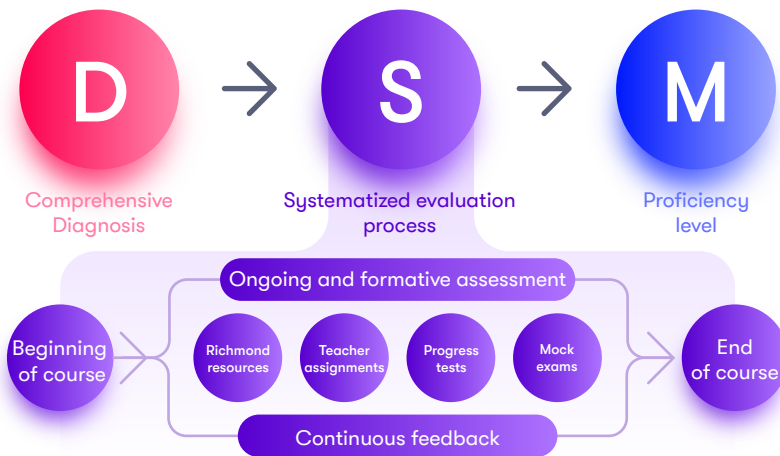 D
S
M
Comprehensive
Diagnosis
Systematized evaluation
process
Proficiency
level
Ongoing and formative assessment
Beginning
of course
Richmond
resources
Teacher
assignments
Progress
tests
Mock
exams
End
of course
Continuous feedback